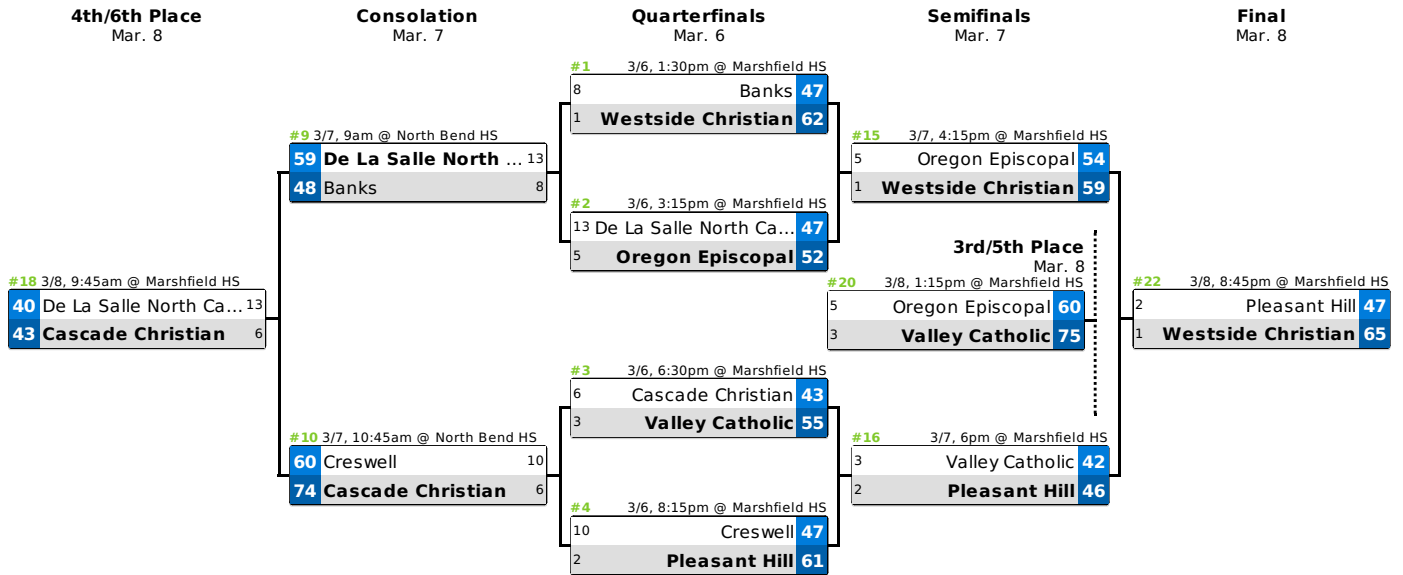 4th/6th Place
Mar. 8
Consolation
Mar. 7
Quarterfinals
Mar. 6
Semifinals
Mar. 7
Final
Mar. 8
#1 3/6, 1:30pm @ Marshfield HS
8 Banks 47
1 Westside Christian 62
#9 3/7, 9am @ North Bend HS
59 De La Salle North ... 13
48 Banks 8
#15 3/7, 4:15pm @ Marshfield HS
5 Oregon Episcopal 54
1 Westside Christian 59
#2 3/6, 3:15pm @ Marshfield HS
13 De La Salle North Ca... 47
5 Oregon Episcopal 52
3rd/5th Place
Mar. 8
#18 3/8, 9:45am @ Marshfield HS
40 De La Salle North Ca... 13
43 Cascade Christian 6
#20 3/8, 1:15pm @ Marshfield HS
5 Oregon Episcopal 60
3 Valley Catholic 75
#22 3/8, 8:45pm @ Marshfield HS
2 Pleasant Hill 47
1 Westside Christian 65
#3 3/6, 6:30pm @ Marshfield HS
6 Cascade Christian 43
3 Valley Catholic 55
#10 3/7, 10:45am @ North Bend HS
60 Creswell 10
74 Cascade Christian 6
#16 3/7, 6pm @ Marshfield HS
3 Valley Catholic 42
2 Pleasant Hill 46
#4 3/6, 8:15pm @ Marshfield HS
10 Creswell 47
2 Pleasant Hill 61